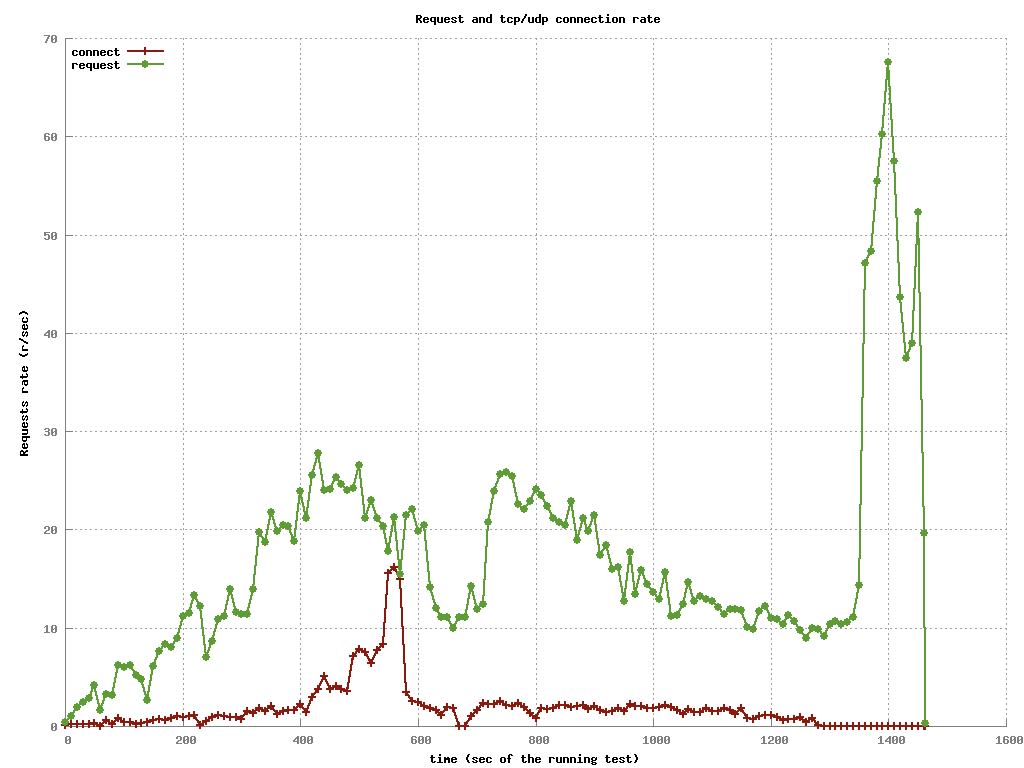 Request and tcp/udp connection rate
70
connect
request
60
50
40
Requests rate (r/sec)
30
20
10
0
0 200 400 600 800 1000 1200 1400 1600
time (sec of the running test)